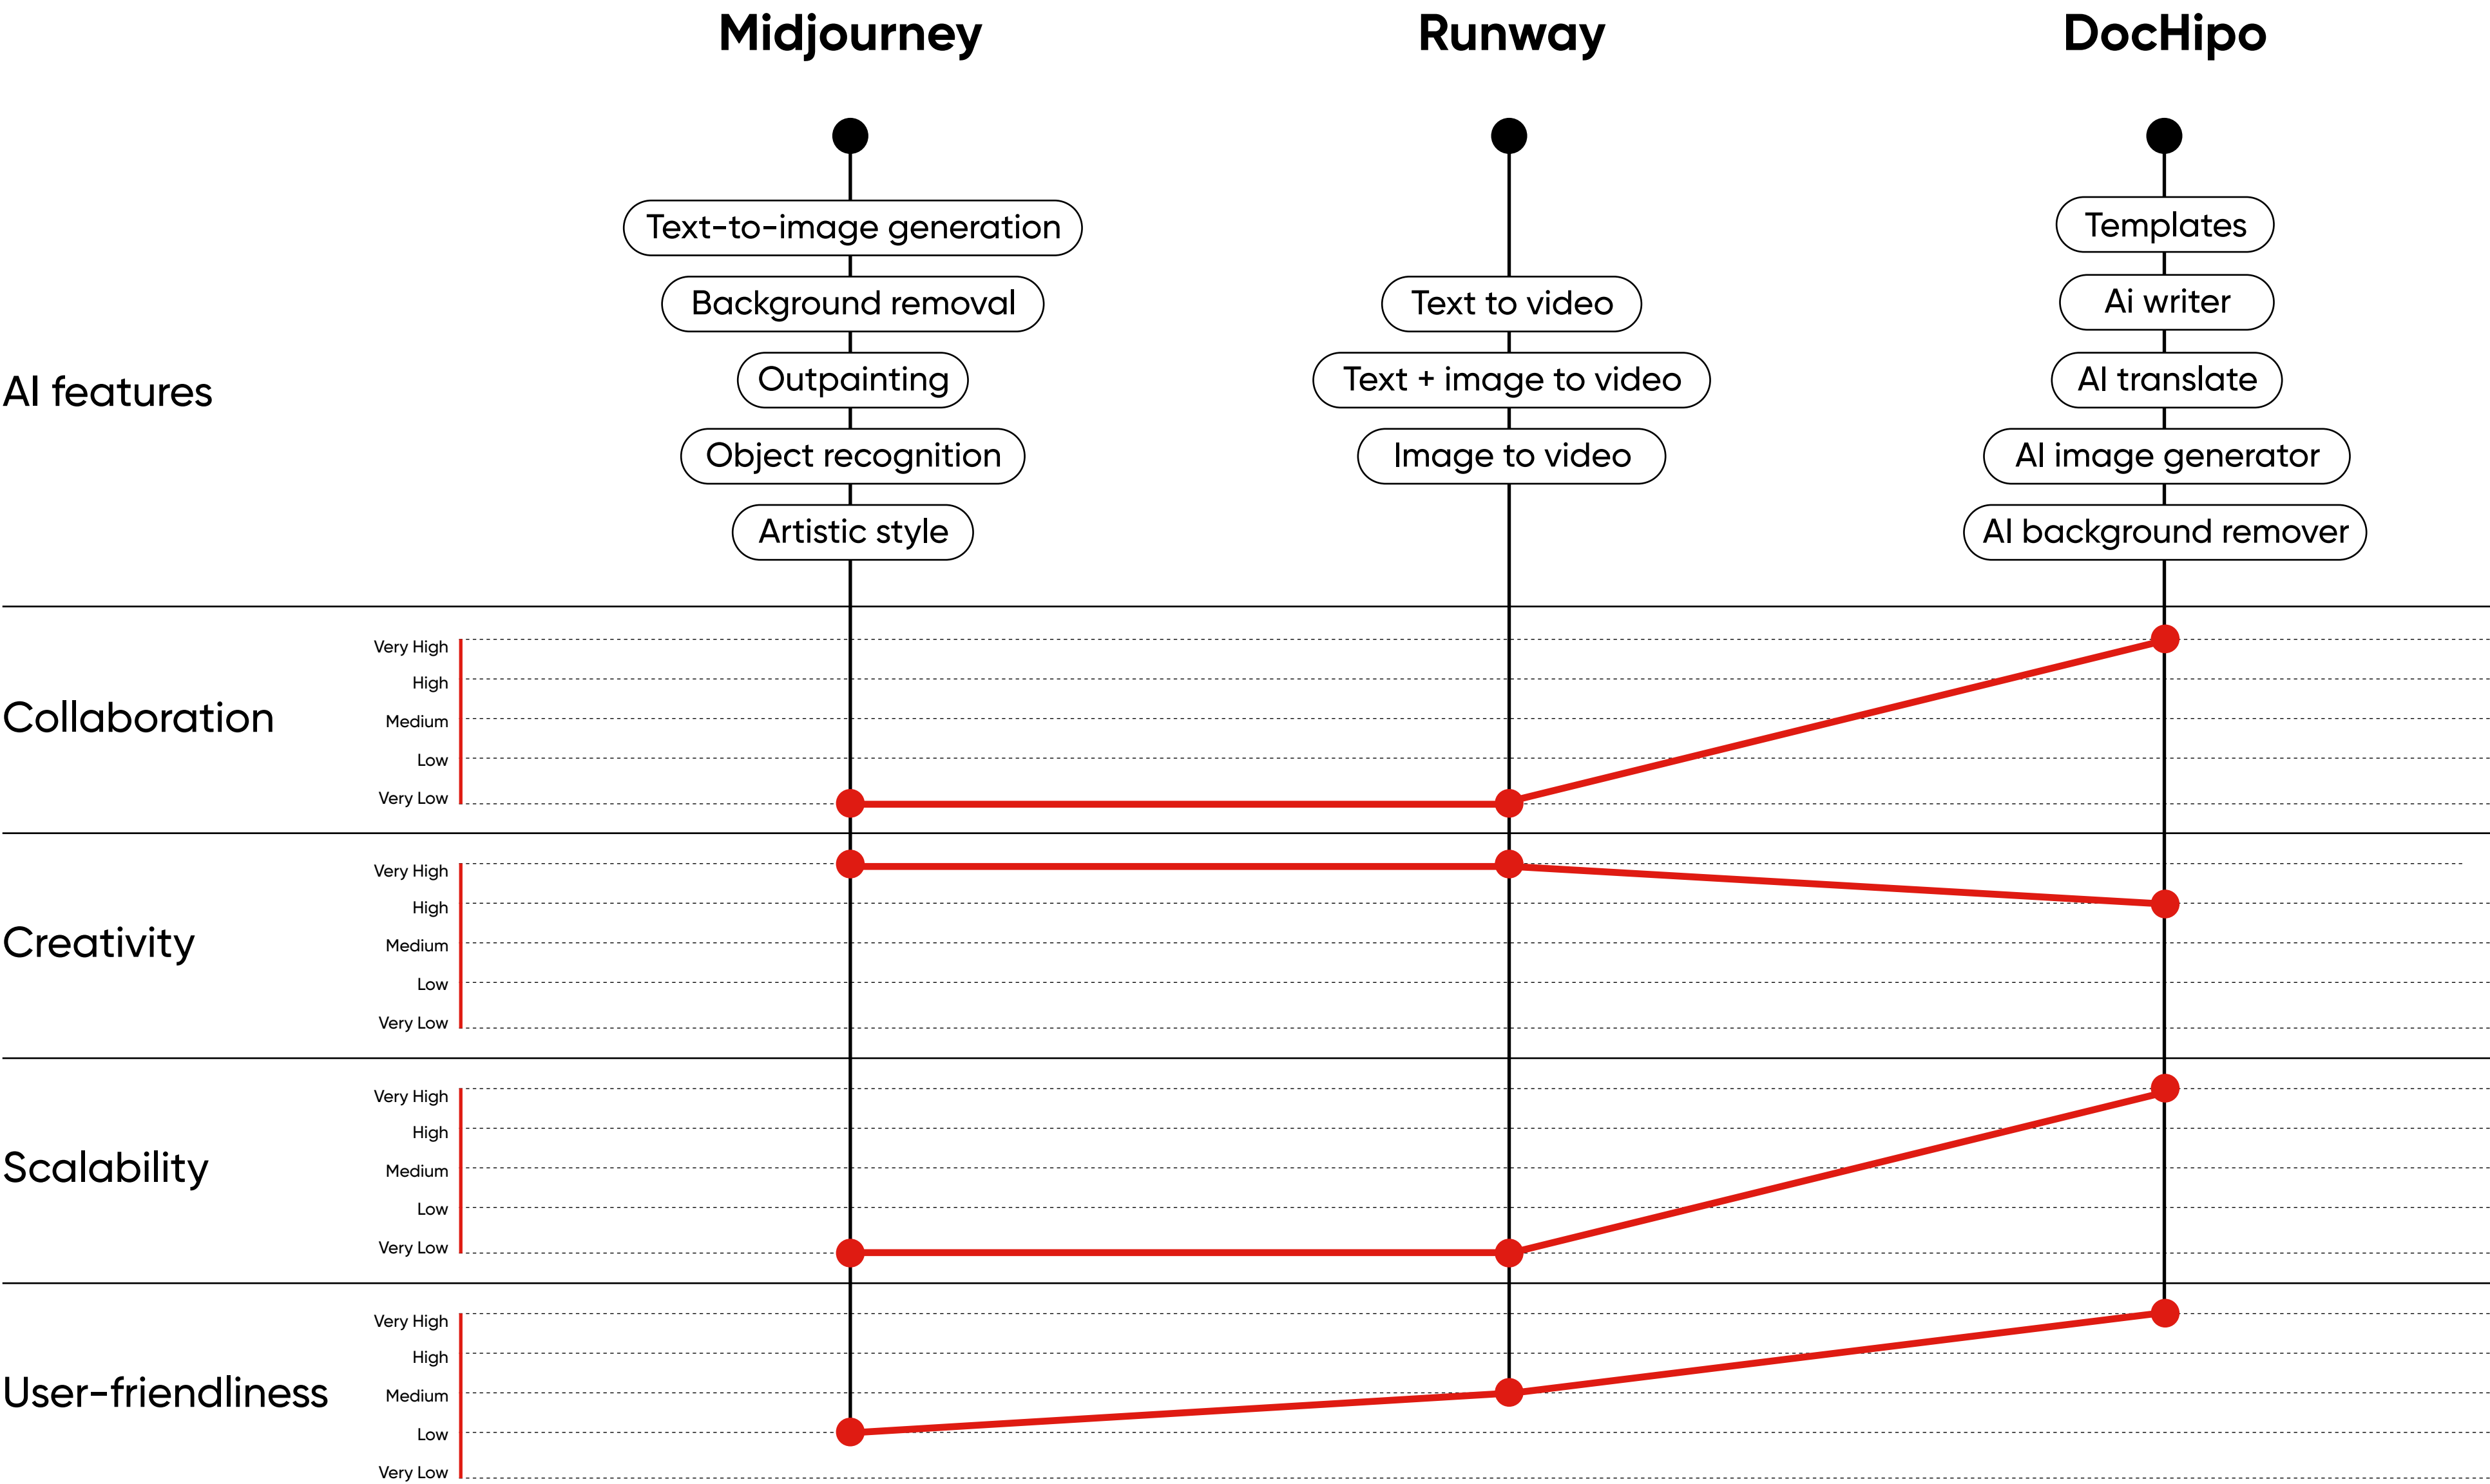 Midjourney
Runway
DocHipo
AI features
Text-to-image generation
Background removal
Outpainting
Object recognition
Artistic style
Text to video
Text + image to video
Image to video
Templates
Ai writer
AI translate
AI image generator
AI background remover
Collaboration
Very High
High
Medium
Low
Very Low
Creativity
Very High
High
Medium
Low
Very Low
Scalability
Very High
High
Medium
Low
Very Low
User-friendliness
Very High
High
Medium
Low
Very Low